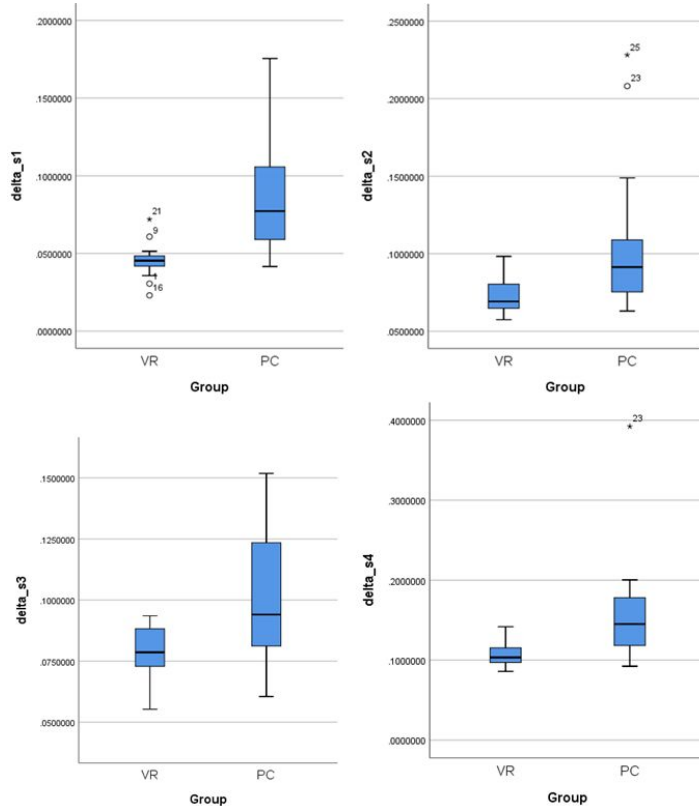 .2000000
.1500000
.1000000
.0500000
.0000000
delta_s1
21
9
1
16
VR PC
Group
.2500000
.2000000
.1500000
.1000000
.0500000
delta_s2
25
23
VR PC
Group
.1500000
.1250000
.1000000
.0750000
.0500000
delta_s3
VR PC
Group
.4000000
.3000000
.2000000
.1000000
.0000000
delta_s4
23
VR PC
Group